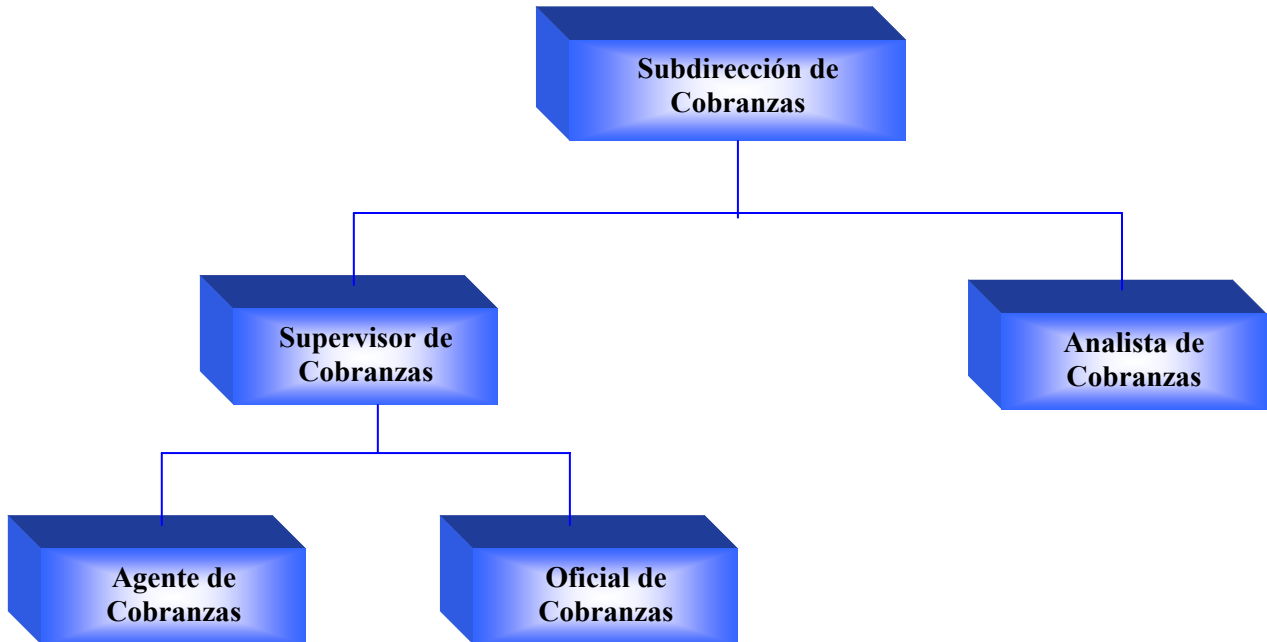 Subdirección de
Cobranzas
Supervisor de
Cobranzas
Analista de
Cobranzas
Agente de
Cobranzas
Oficial de
Cobranzas